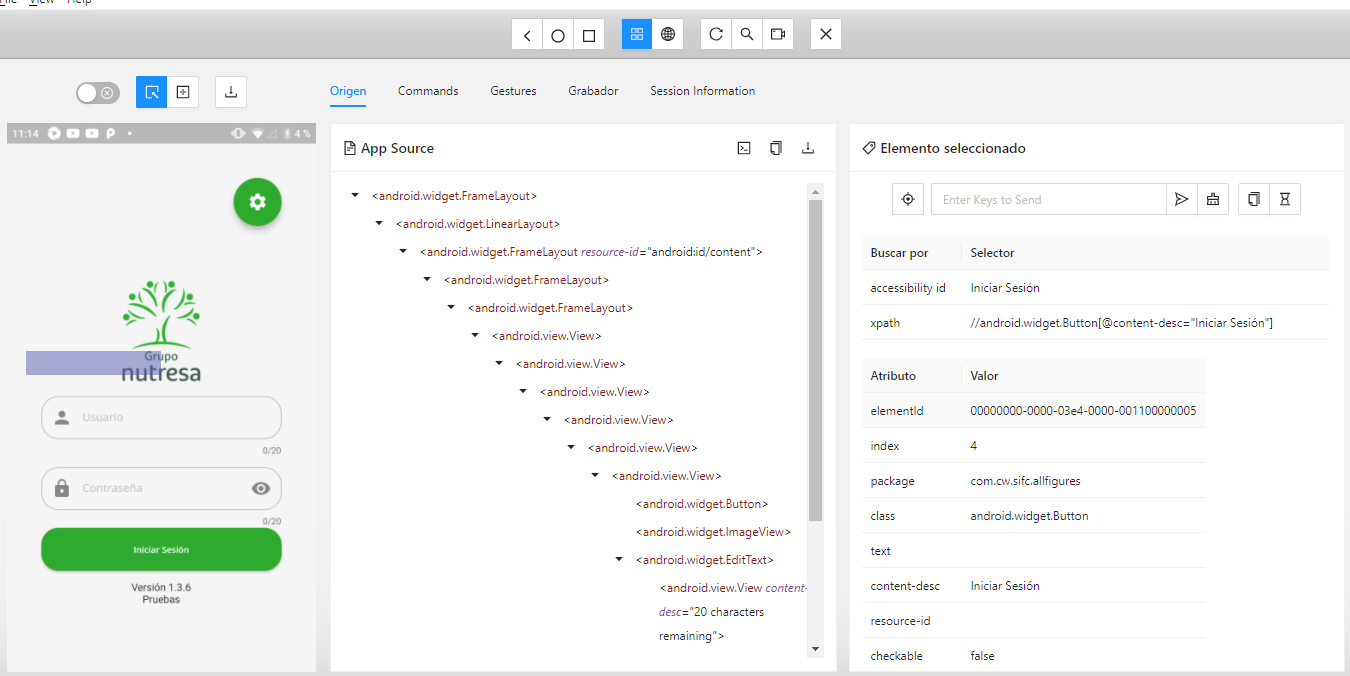 File View Help
Origen Commands Gestures Grabador Session Information
11:14 4 %
Grupo
nutresa
Usuario
0/20
Contraseña
0/20
Iniciar Sesión
Versión 1.3.6
Pruebas
App Source
<android.widget.FrameLayout>
<android.widget.LinearLayout>
<android.widget.FrameLayout resource-id="android:id/content">
<android.widget.FrameLayout>
<android.widget.FrameLayout>
<android.view.View>
<android.view.View>
<android.view.View>
<android.view.View>
<android.view.View>
<android.view.View>
<android.widget.Button>
<android.widget.ImageView>
<android.widget.EditText>
<android.view.View content-
desc="20 characters
remaining">
Elemento seleccionado
Enter Keys to Send
Buscar por Selector
accessibility id Iniciar Sesión
xpath //android.widget.Button[@content-desc="Iniciar Sesión"]
Atributo Valor
elementId 00000000-0000-03e4-0000-001100000005
index 4
package com.cw.sifc.allfigures
class android.widget.Button
text
content-desc Iniciar Sesión
resource-id
checkable false